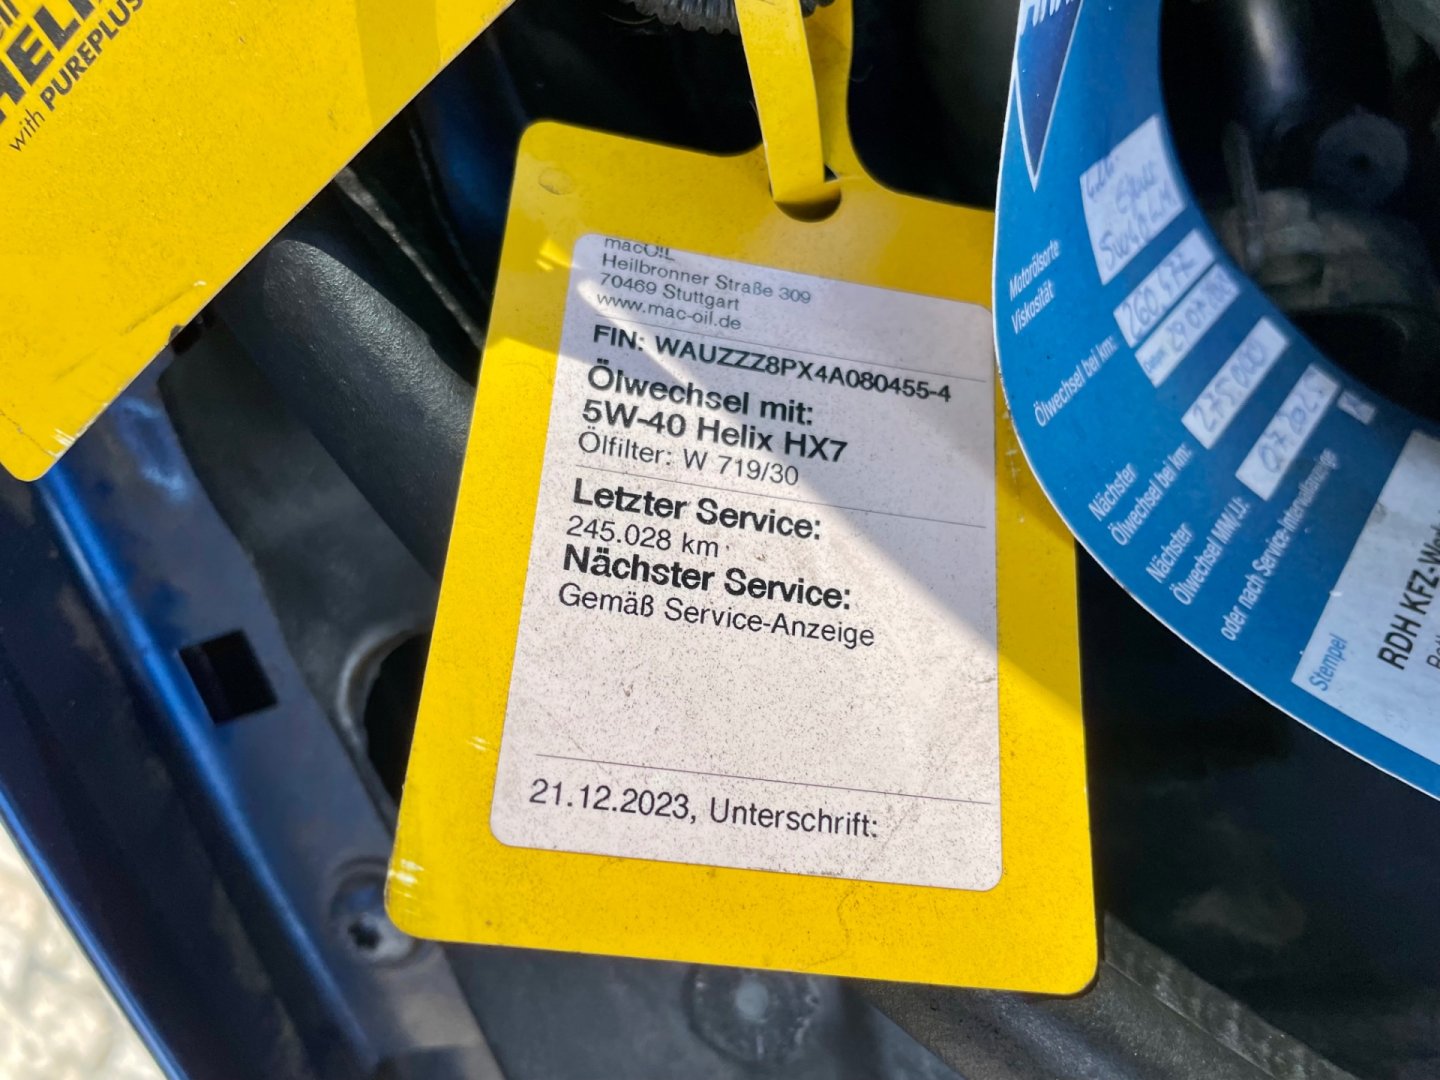 HELIX
with PUREPLUS
macOIL
Heilbronner Straße 309
70469 Stuttgart
www.mac-oil.de
FIN: WAUZZZ8PX4A080455-4
Ölwechsel mit:
5W-40 Helix HX7
Ölfilter: W 719/30
Letzter Service:
245.028 km
Nächster Service:
Gemäß Service-Anzeige
21.12.2023, Unterschrift:
Motorölsorte
Viskosität
5W40
Ölwechsel bei km:
Nächster
Ölwechsel bei km: 275000
Nächster
Ölwechsel MM/JJ:
oder nach Service-Intervallanzeige
Stempel
RDH KFZ